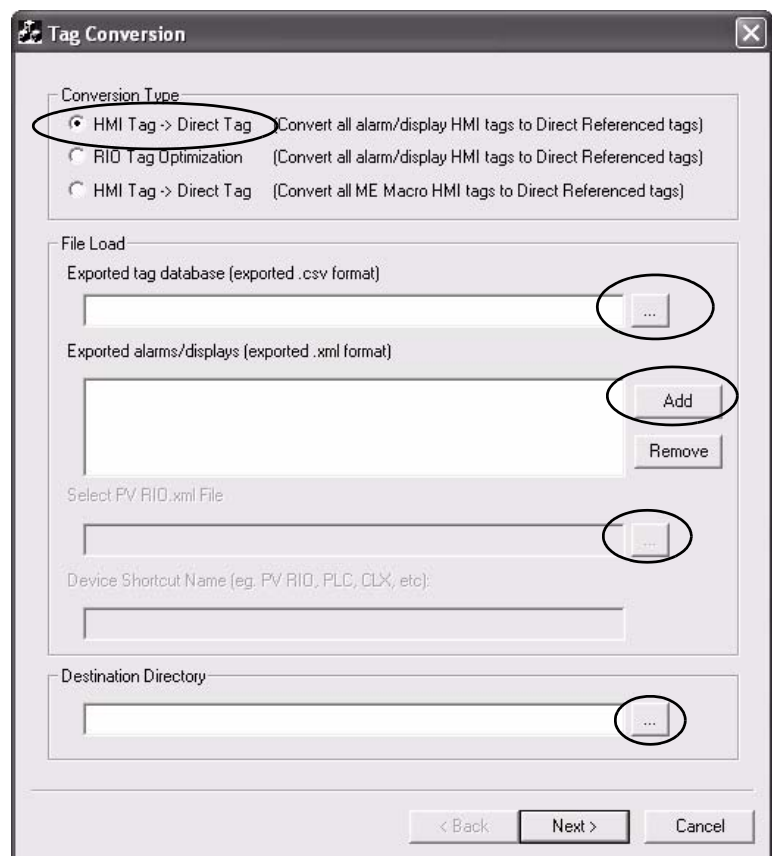 Tag Conversion
Conversion Type
HMI Tag -> Direct Tag (Convert all alarm/display HMI tags to Direct Referenced tags)
RIO Tag Optimization (Convert all alarm/display HMI tags to Direct Referenced tags)
HMI Tag -> Direct Tag (Convert all ME Macro HMI tags to Direct Referenced tags)
File Load
Exported tag database (exported .csv format)
...
Exported alarms/displays (exported .xml format)
Add
Remove
Select PV RIO.xml File
...
Device Shortcut Name (eg. PV RIO, PLC, CLX, etc):
Destination Directory
...
< Back Next > Cancel